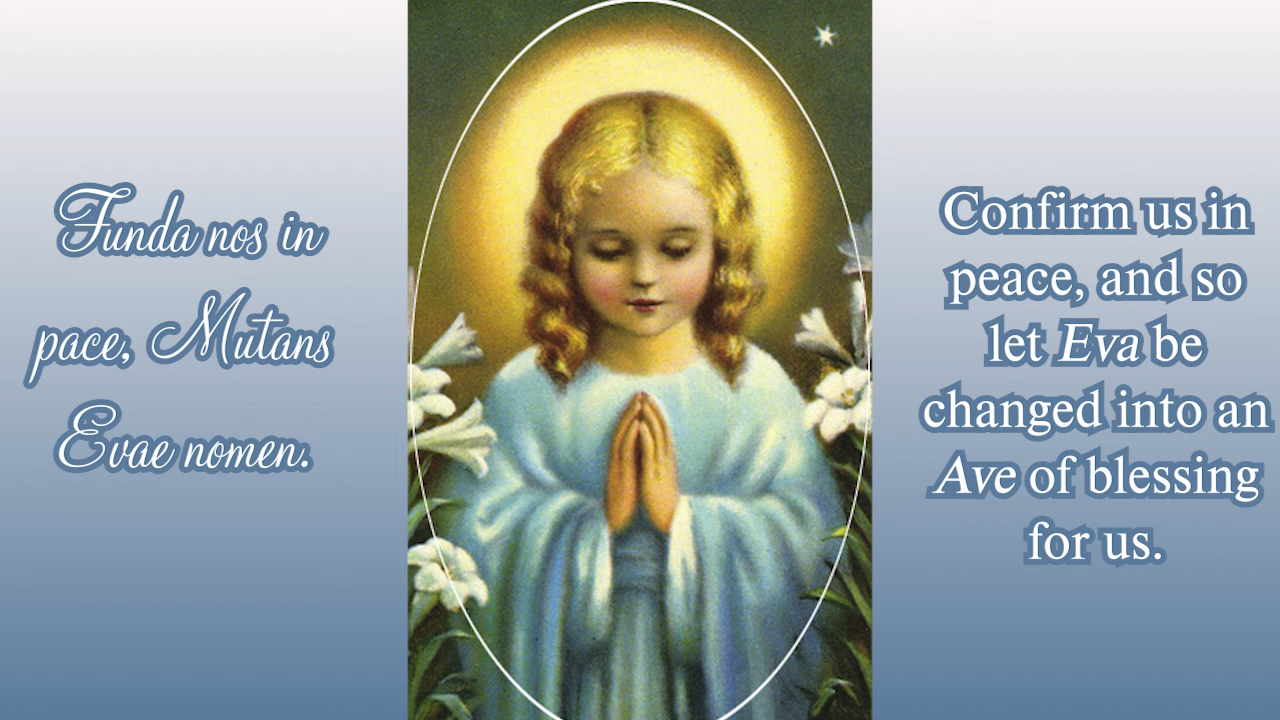 Funda nos in
pace, Mutans
Evae nomen.
Confirm us in
peace, and so
let Eva be
changed into an
Ave of blessing
for us.